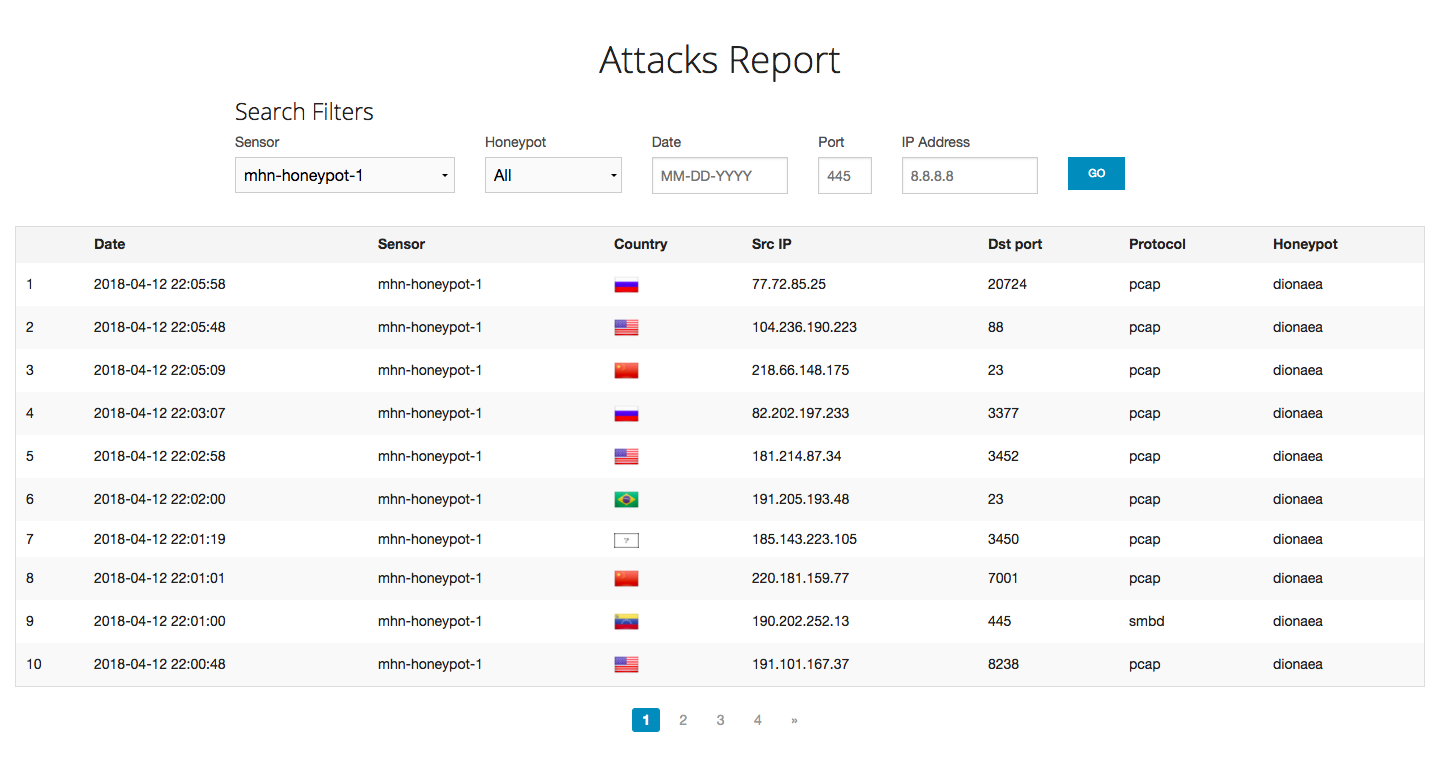 Attacks Report
Search Filters
Sensor Honeypot Date Port IP Address
mhn-honeypot-1 All MM-DD-YYYY 445 8.8.8.8 GO
Date Sensor Country Src IP Dst port Protocol Honeypot
1 2018-04-12 22:05:58 mhn-honeypot-1 77.72.85.25 20724 pcap dionaea
2 2018-04-12 22:05:48 mhn-honeypot-1 104.236.190.223 88 pcap dionaea
3 2018-04-12 22:05:09 mhn-honeypot-1 218.66.148.175 23 pcap dionaea
4 2018-04-12 22:03:07 mhn-honeypot-1 82.202.197.233 3377 pcap dionaea
5 2018-04-12 22:02:58 mhn-honeypot-1 181.214.87.34 3452 pcap dionaea
6 2018-04-12 22:02:00 mhn-honeypot-1 191.205.193.48 23 pcap dionaea
7 2018-04-12 22:01:19 mhn-honeypot-1 ? 185.143.223.105 3450 pcap dionaea
8 2018-04-12 22:01:01 mhn-honeypot-1 220.181.159.77 7001 pcap dionaea
9 2018-04-12 22:01:00 mhn-honeypot-1 190.202.252.13 445 smbd dionaea
10 2018-04-12 22:00:48 mhn-honeypot-1 191.101.167.37 8238 pcap dionaea
1 2 3 4 »